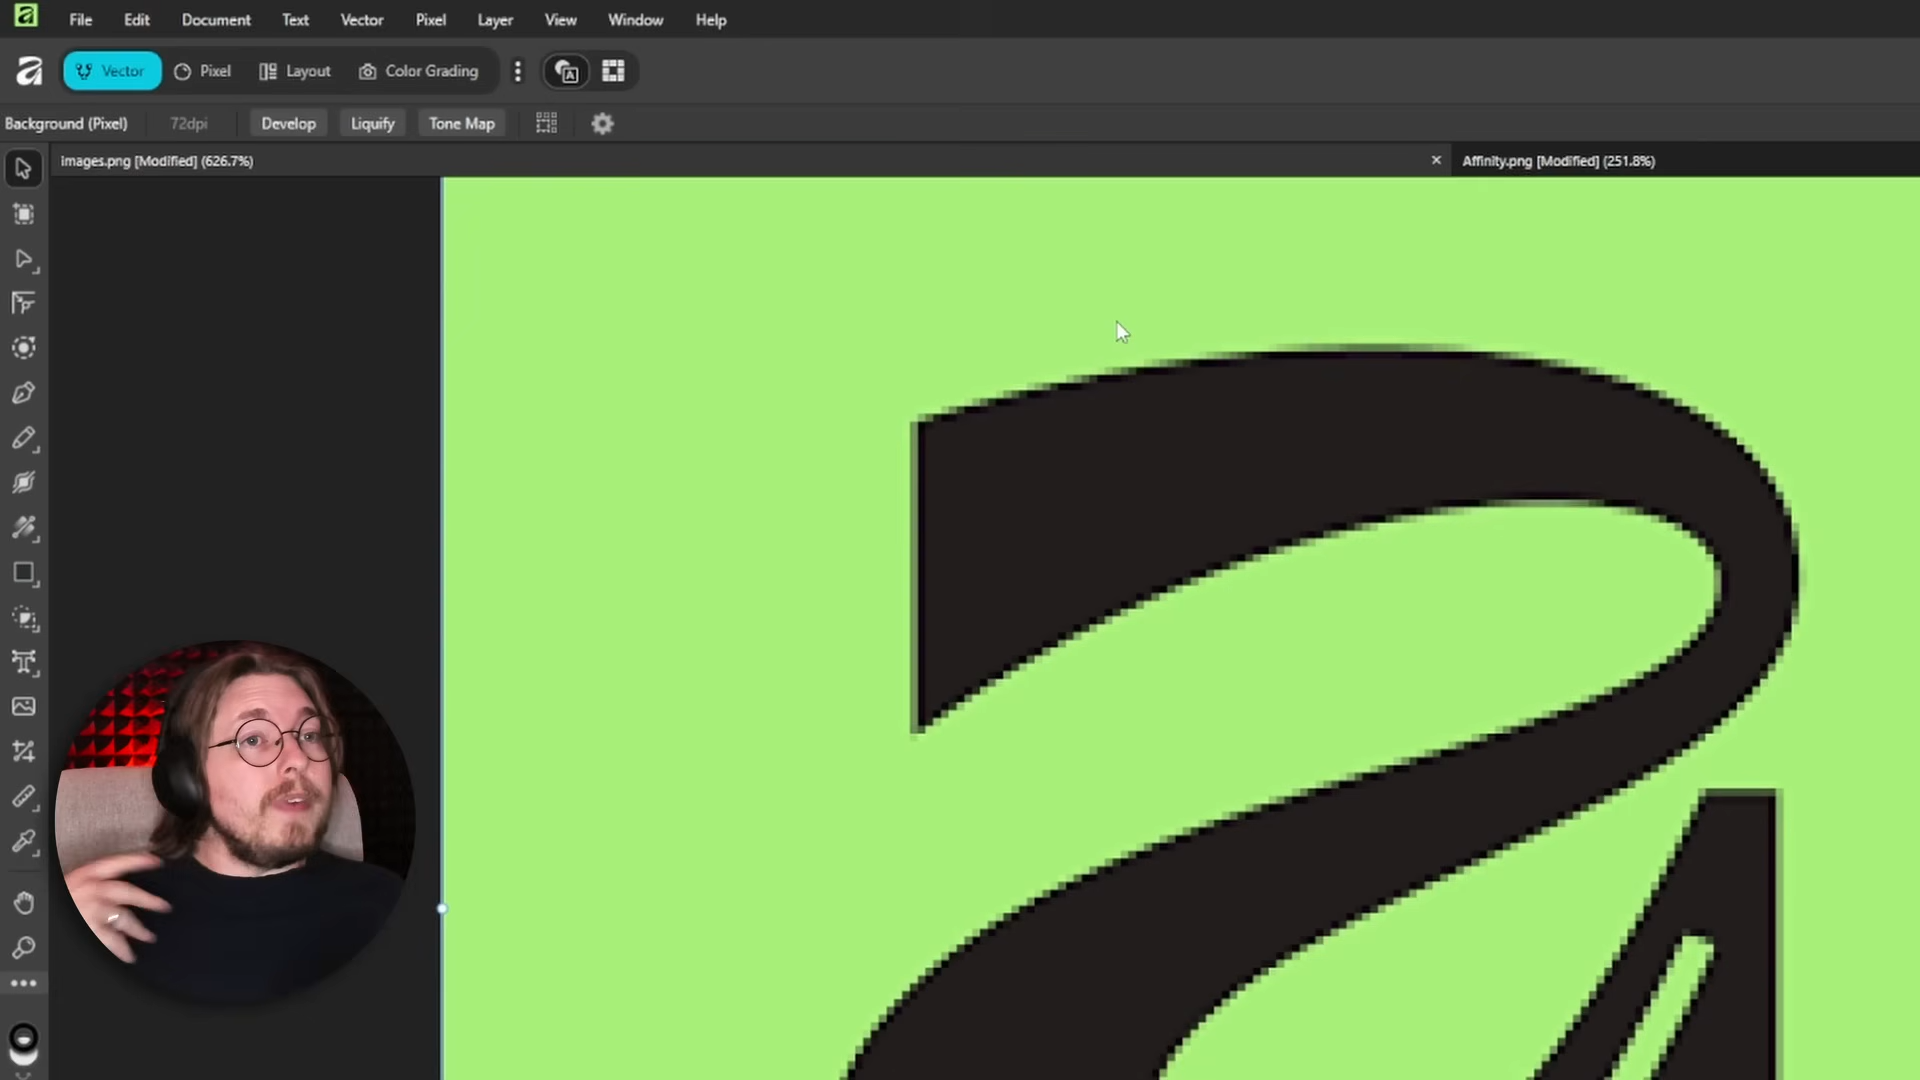 File Edit Document Text Vector Pixel Layer View Window Help
Vector Pixel Layout Color Grading
Background (Pixel) 72dpi Develop Liquify Tone Map
images.png [Modified] (626.7%) Affinity.png [Modified] (251.8%)